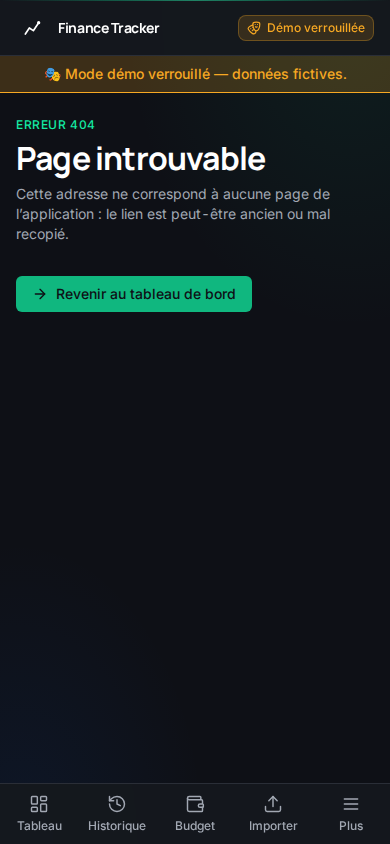 Finance Tracker
Démo verrouillée
🎭 Mode démo verrouillé — données fictives.
ERREUR 404
Page introuvable
Cette adresse ne correspond à aucune page de
l'application : le lien est peut-être ancien ou mal
recopié.
Revenir au tableau de bord
Tableau
Historique
Budget
Importer
Plus